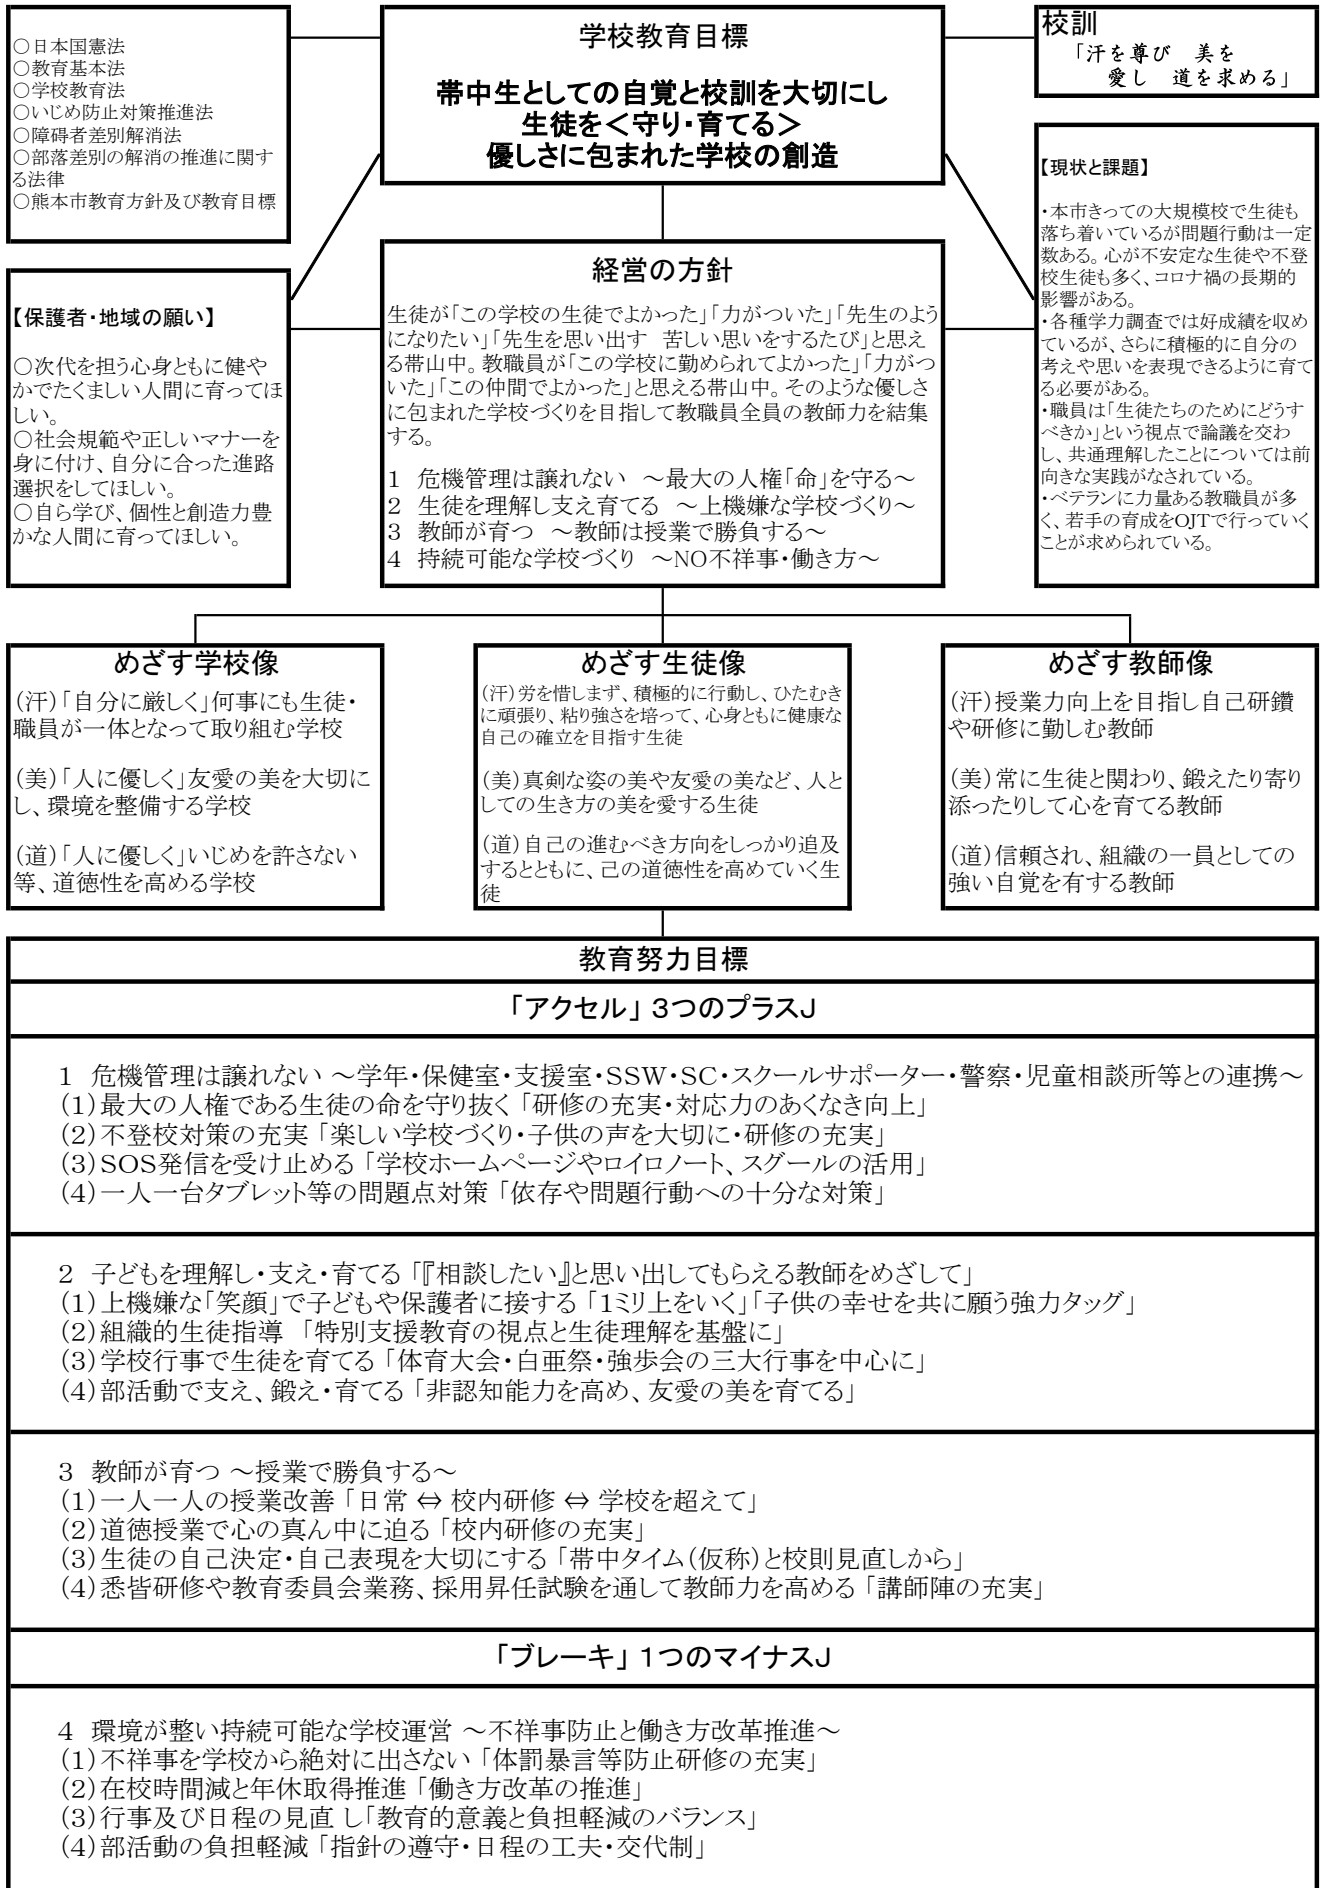 ○日本国憲法
○教育基本法
○学校教育法
○いじめ防止対策推進法
○障碍者差別解消法
○部落差別の解消の推進に関す
る法律
○熊本市教育方針及び教育目標
学校教育目標
帯中生としての自覚と校訓を大切にし
生徒を＜守り・育てる＞
優しさに包まれた学校の創造
校訓
「汗を尊び　美を
愛し　道を求める」
【保護者・地域の願い】
○次代を担う心身ともに健や
かでたくましい人間に育ってほ
しい。
○社会規範や正しいマナーを
身に付け、自分に合った進路
選択をしてほしい。
○自ら学び、個性と創造力豊
かな人間に育ってほしい。
経営の方針
生徒が「この学校の生徒でよかった」「力がついた」「先生のよう
になりたい」「先生を思い出す　苦しい思いをするたび」と思え
る帯山中。教職員が「この学校に勤められてよかった」「力がつ
いた」「この仲間でよかった」と思える帯山中。そのような優しさ
に包まれた学校づくりを目指して教職員全員の教師力を結集
する。
1　危機管理は譲れない　～最大の人権「命」を守る～
2　生徒を理解し支え育てる　～上機嫌な学校づくり～
3　教師が育つ　～教師は授業で勝負する～
4　持続可能な学校づくり　～NO不祥事・働き方～
【現状と課題】
・本市きっての大規模校で生徒も
落ち着いているが問題行動は一定
数ある。心が不安定な生徒や不登
校生徒も多く、コロナ禍の長期的
影響がある。
・各種学力調査では好成績を収め
ているが、さらに積極的に自分の
考えや思いを表現できるように育て
る必要がある。
・職員は「生徒たちのためにどうす
べきか」という視点で論議を交わ
し、共通理解したことについては前
向きな実践がなされている。
・ベテランに力量ある教職員が多
く、若手の育成をOJTで行っていく
ことが求められている。
めざす学校像
（汗）「自分に厳しく」何事にも生徒・
職員が一体となって取り組む学校
（美）「人に優しく」友愛の美を大切に
し、環境を整備する学校
（道）「人に優しく」いじめを許さない
等、道徳性を高める学校
めざす生徒像
（汗）労を惜しまず、積極的に行動し、ひたむき
に頑張り、粘り強さを培って、心身ともに健康な
自己の確立を目指す生徒
（美）真剣な姿の美や友愛の美など、人と
しての生き方の美を愛する生徒
（道）自己の進むべき方向をしっかり追及
するとともに、己の道徳性を高めていく生
徒
めざす教師像
（汗）授業力向上を目指し自己研鑽
や研修に勤しむ教師
（美）常に生徒と関わり、鍛えたり寄り
添ったりして心を育てる教師
（道）信頼され、組織の一員としての
強い自覚を有する教師
教育努力目標
「アクセル」３つのプラスJ
1　危機管理は譲れない ～学年・保健室・支援室・SSW・SC・スクールサポーター・警察・児童相談所等との連携～
（1）最大の人権である生徒の命を守り抜く「研修の充実・対応力のあくなき向上」
（2）不登校対策の充実「楽しい学校づくり・子供の声を大切に・研修の充実」
（3）SOS発信を受け止める「学校ホームページやロイロノート、スグールの活用」
（4）一人一台タブレット等の問題点対策「依存や問題行動への十分な対策」
2　子どもを理解し・支え・育てる「『相談したい』と思い出してもらえる教師をめざして」
（1）上機嫌な「笑顔」で子どもや保護者に接する「1ミリ上をいく」「子供の幸せを共に願う強力タッグ」
（2）組織的生徒指導 「特別支援教育の視点と生徒理解を基盤に」
（3）学校行事で生徒を育てる「体育大会・白亜祭・強歩会の三大行事を中心に」
（4）部活動で支え、鍛え・育てる「非認知能力を高め、友愛の美を育てる」
3　教師が育つ ～授業で勝負する～
（1）一人一人の授業改善「日常 ⇔ 校内研修 ⇔ 学校を超えて」
（2）道徳授業で心の真ん中に迫る「校内研修の充実」
（3）生徒の自己決定・自己表現を大切にする「帯中タイム（仮称）と校則見直しから」
（4）悉皆研修や教育委員会業務、採用昇任試験を通して教師力を高める「講師陣の充実」
「ブレーキ」１つのマイナスJ
4　環境が整い持続可能な学校運営 ～不祥事防止と働き方改革推進～
（1）不祥事を学校から絶対に出さない「体罰暴言等防止研修の充実」
（2）在校時間減と年休取得推進「働き方改革の推進」
（3）行事及び日程の見直 し「教育的意義と負担軽減のバランス」
（4）部活動の負担軽減「指針の遵守・日程の工夫・交代制」